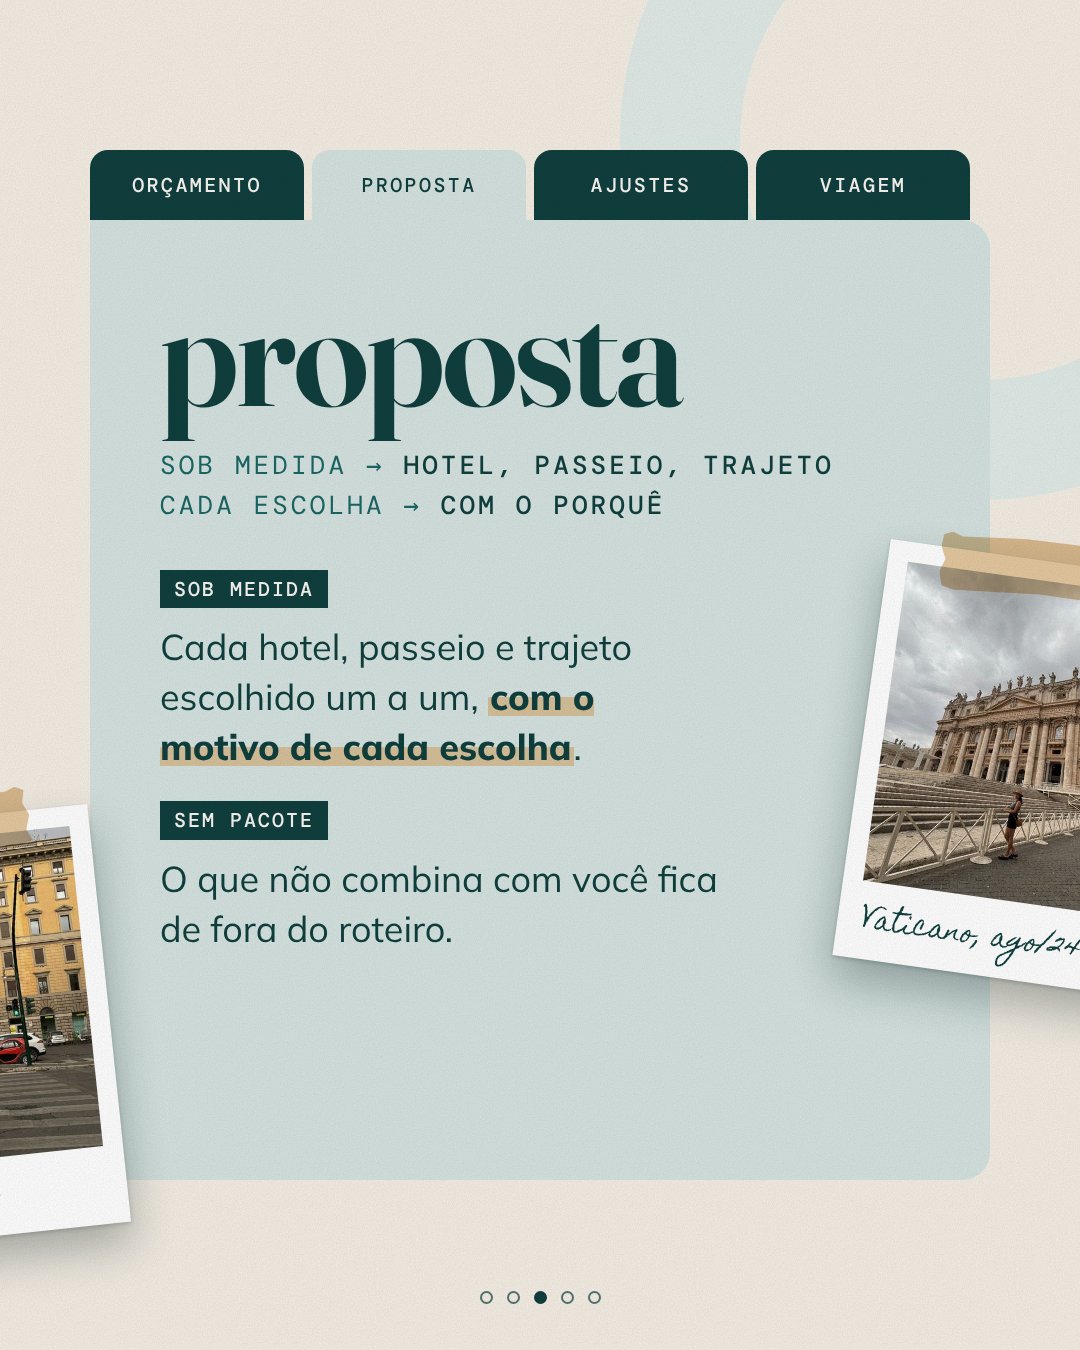 ORÇAMENTO PROPOSTA AJUSTES VIAGEM
proposta
SOB MEDIDA → HOTEL, PASSEIO, TRAJETO
CADA ESCOLHA → COM O PORQUÊ
SOB MEDIDA
Cada hotel, passeio e trajeto
escolhido um a um, com o
motivo de cada escolha.
SEM PACOTE
O que não combina com você fica
de fora do roteiro.
Vaticano, ago/24